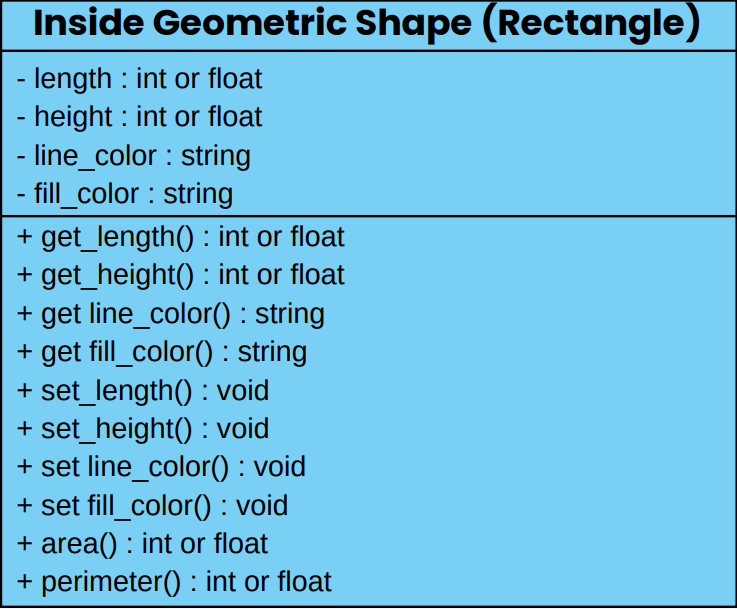 Inside Geometric Shape (Rectangle)
- length : int or float
- height : int or float
- line_color : string
- fill_color : string
+ get_length() : int or float
+ get_height() : int or float
+ get line_color() : string
+ get fill_color() : string
+ set_length() : void
+ set_height() : void
+ set line_color() : void
+ set fill_color() : void
+ area() : int or float
+ perimeter() : int or float